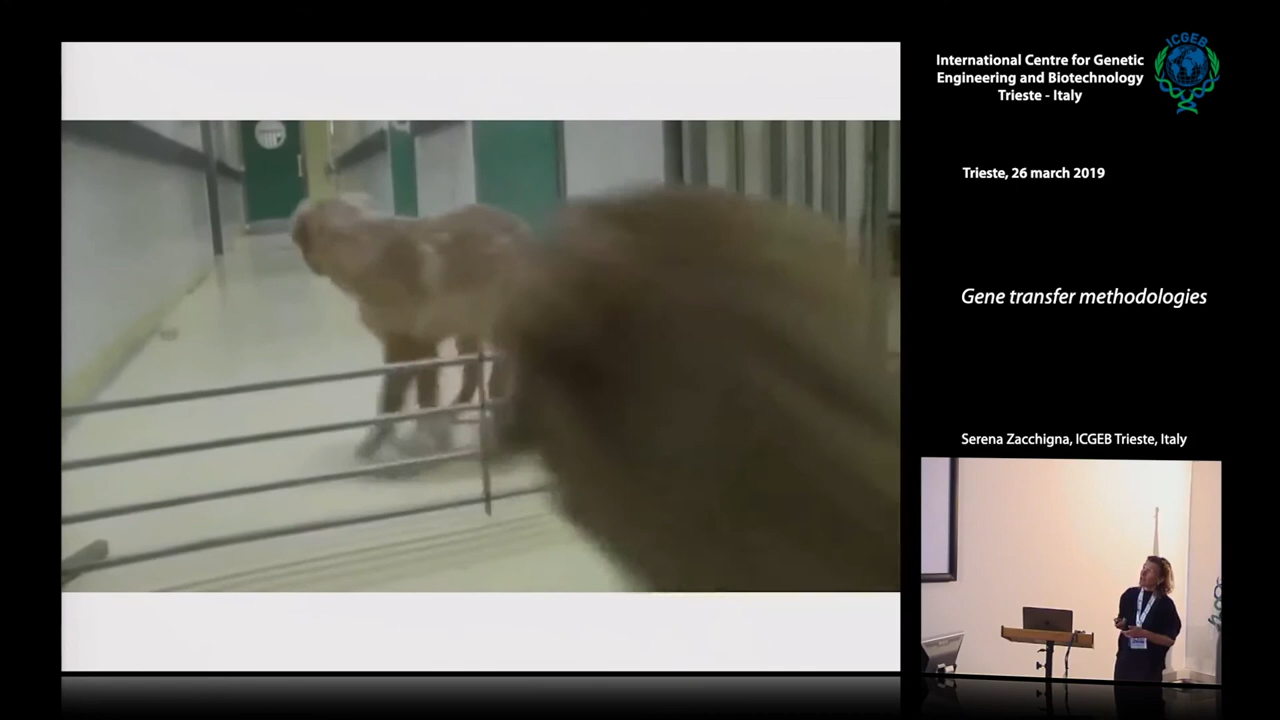 International Centre for Genetic
Engineering and Biotechnology
Trieste - Italy
ICGEB
Trieste, 26 march 2019
Gene transfer methodologies
Serena Zacchigna, ICGEB Trieste, Italy